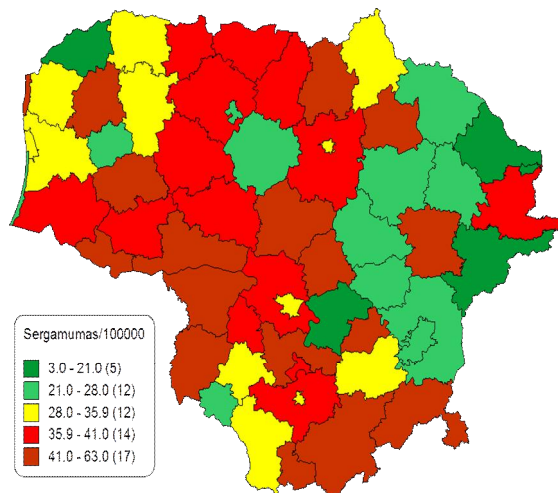 Sergamumas/100000
3.0 - 21.0 (5)
21.0 - 28.0 (12)
28.0 - 35.9 (12)
35.9 - 41.0 (14)
41.0 - 63.0 (17)